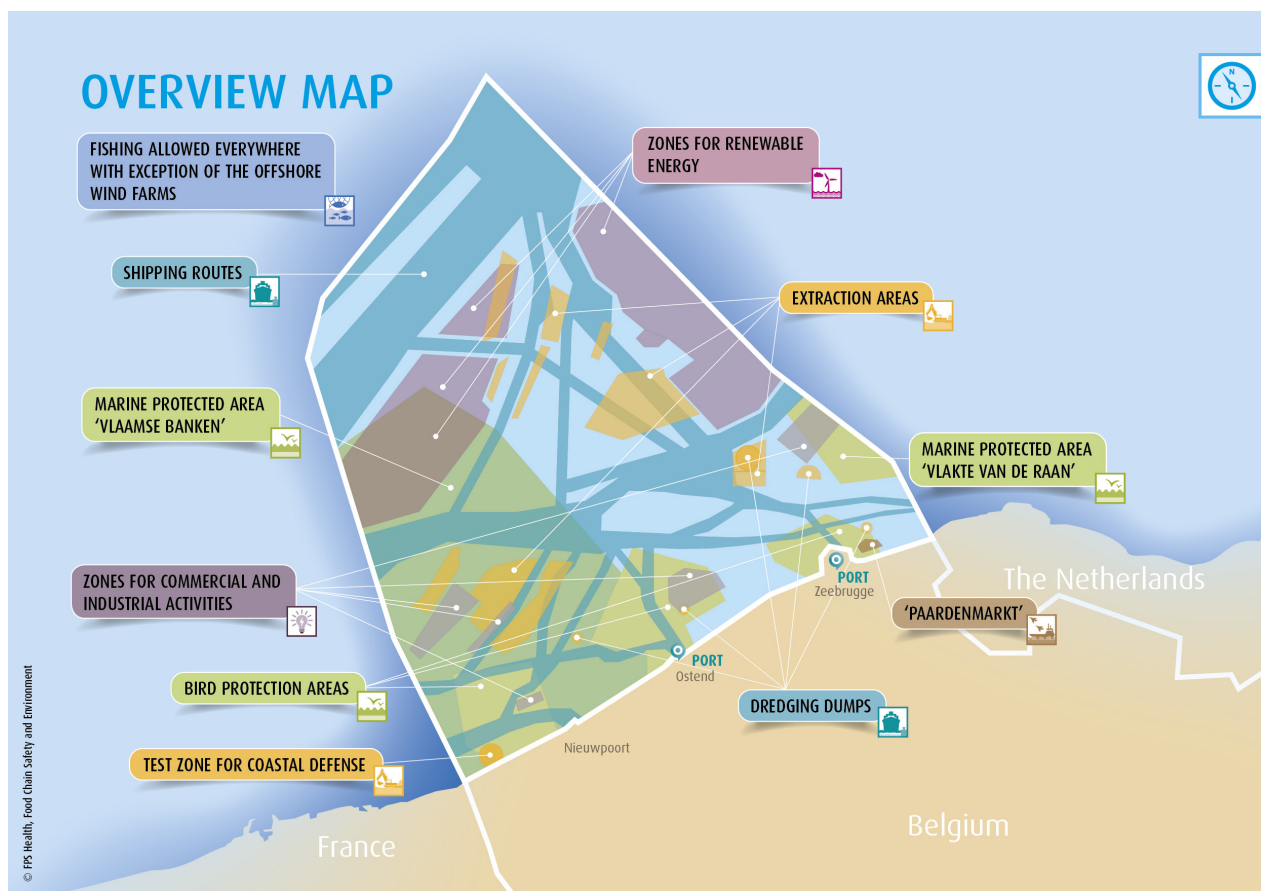 OVERVIEW MAP
N
FISHING ALLOWED EVERYWHERE
WITH EXCEPTION OF THE OFFSHORE
WIND FARMS
ZONES FOR RENEWABLE
ENERGY
SHIPPING ROUTES
EXTRACTION AREAS
MARINE PROTECTED AREA
‘VLAAMSE BANKEN’
MARINE PROTECTED AREA
‘VLAKTE VAN DE RAAN’
ZONES FOR COMMERCIAL AND
INDUSTRIAL ACTIVITIES
PORT
Zeebrugge
The Netherlands
‘PAARDENMARKT’
BIRD PROTECTION AREAS
PORT
Ostend
DREDGING DUMPS
Nieuwpoort
TEST ZONE FOR COASTAL DEFENSE
France
Belgium
© FPS Health, Food Chain Safety and Environment